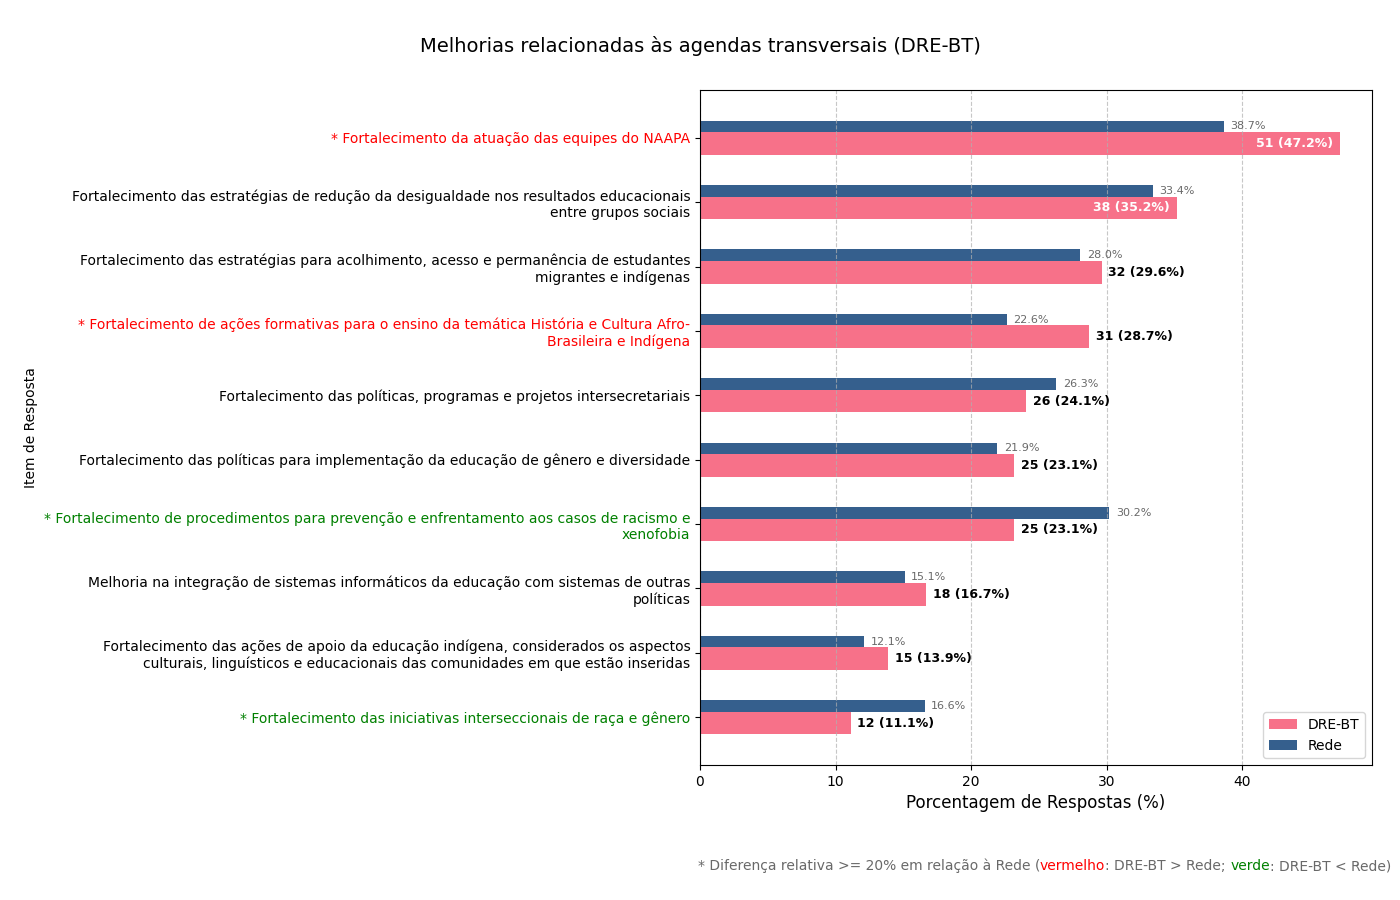 Melhorias relacionadas às agendas transversais (DRE-BT)
Item de Resposta
* Fortalecimento da atuação das equipes do NAAPA
38.7%
51 (47.2%)
Fortalecimento das estratégias de redução da desigualdade nos resultados educacionais
entre grupos sociais
33.4%
38 (35.2%)
Fortalecimento das estratégias para acolhimento, acesso e permanência de estudantes
migrantes e indígenas
28.0%
32 (29.6%)
* Fortalecimento de ações formativas para o ensino da temática História e Cultura Afro-
Brasileira e Indígena
22.6%
31 (28.7%)
Fortalecimento das políticas, programas e projetos intersecretariais
26.3%
26 (24.1%)
Fortalecimento das políticas para implementação da educação de gênero e diversidade
21.9%
25 (23.1%)
* Fortalecimento de procedimentos para prevenção e enfrentamento aos casos de racismo e
xenofobia
30.2%
25 (23.1%)
Melhoria na integração de sistemas informáticos da educação com sistemas de outras
políticas
15.1%
18 (16.7%)
Fortalecimento das ações de apoio da educação indígena, considerados os aspectos
culturais, linguísticos e educacionais das comunidades em que estão inseridas
12.1%
15 (13.9%)
* Fortalecimento das iniciativas interseccionais de raça e gênero
16.6%
12 (11.1%)
DRE-BT
Rede
0 10 20 30 40
Porcentagem de Respostas (%)
* Diferença relativa >= 20% em relação à Rede (vermelho: DRE-BT > Rede; verde: DRE-BT < Rede)